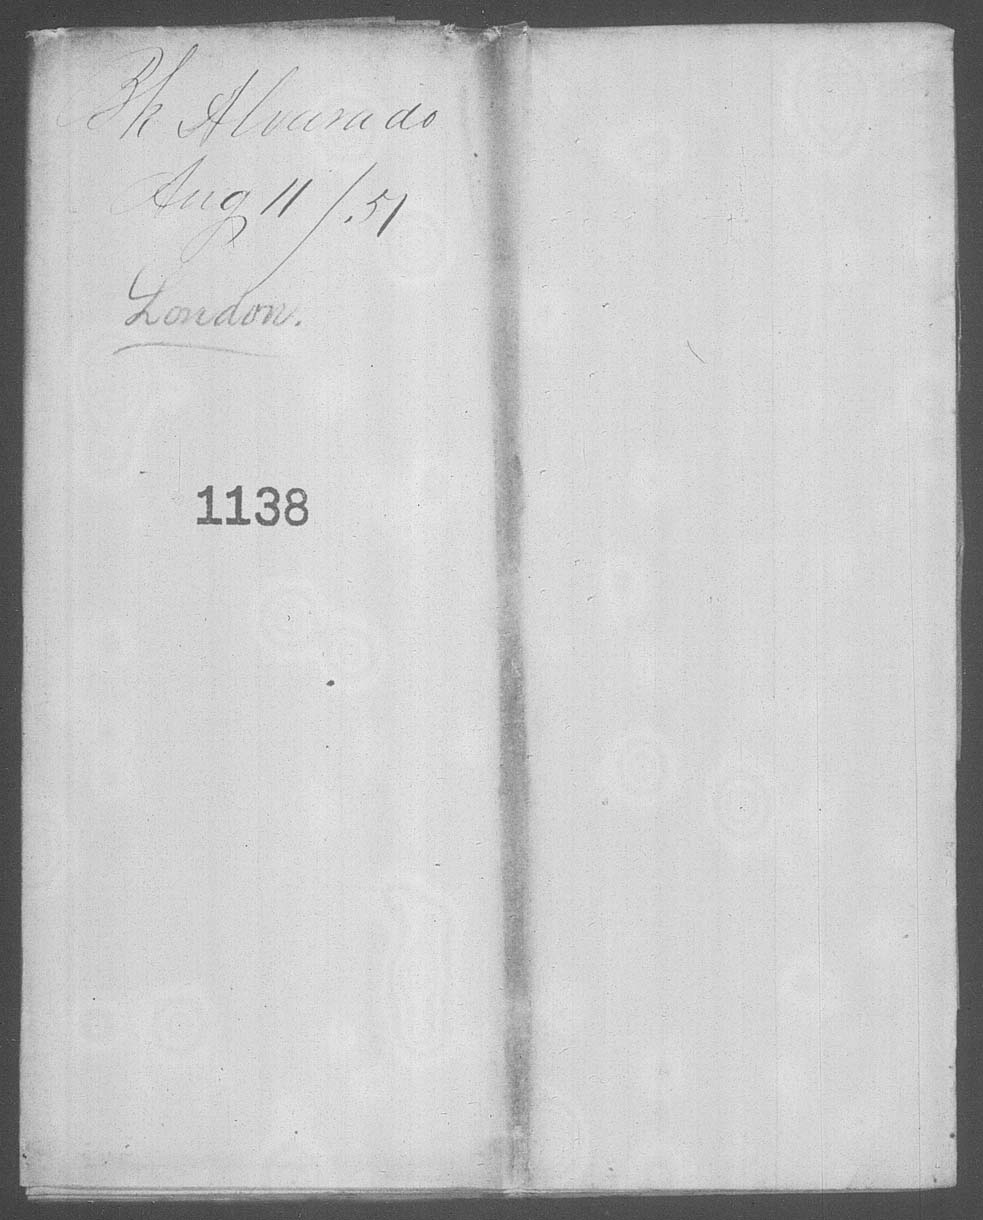 Bk Alvarado
Aug 11/.51
London.
1138